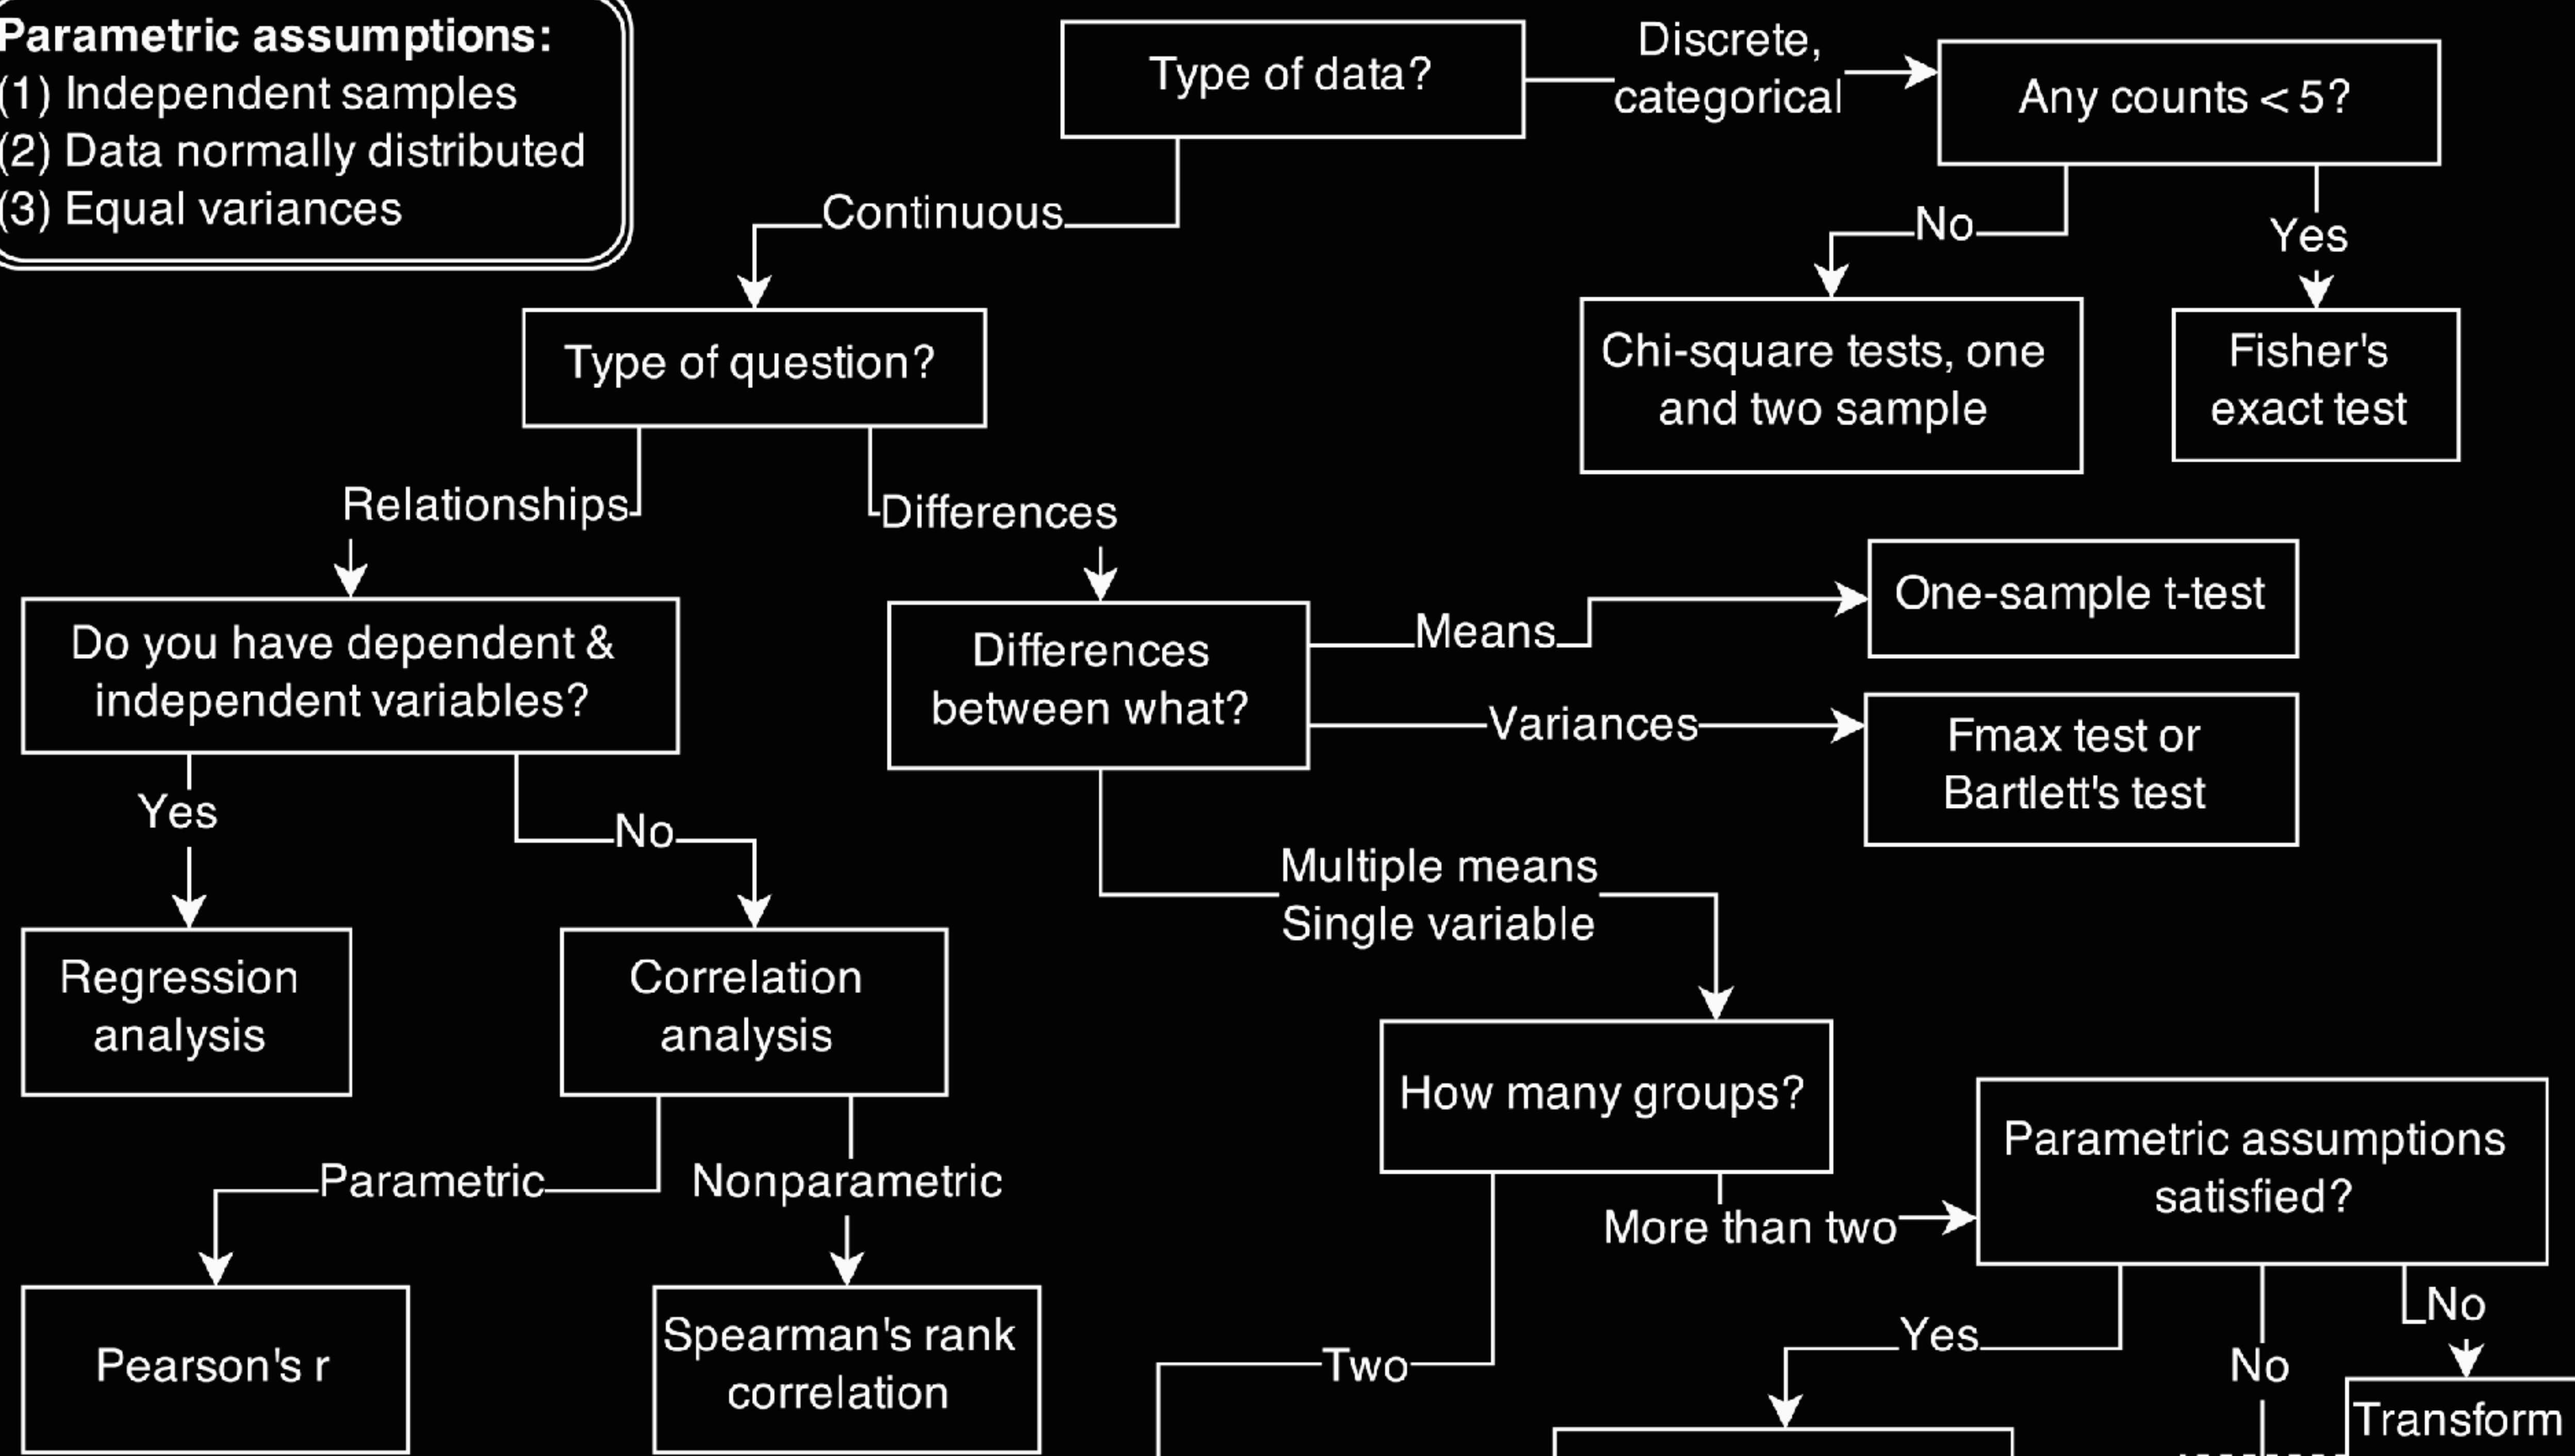 Parametric assumptions:
(1) Independent samples
(2) Data normally distributed
(3) Equal variances
Type of data?
Discrete,
categorical
Any counts < 5?
Continuous
No
Yes
Type of question?
Chi-square tests, one
and two sample
Fisher's
exact test
Relationships
Differences
Do you have dependent &
independent variables?
Differences
between what?
Means
One-sample t-test
Variances
Fmax test or
Bartlett's test
Yes
No
Multiple means
Single variable
Regression
analysis
Correlation
analysis
How many groups?
Parametric assumptions
satisfied?
Parametric
Nonparametric
More than two
Pearson's r
Spearman's rank
correlation
Two
Yes
No
No
Transform